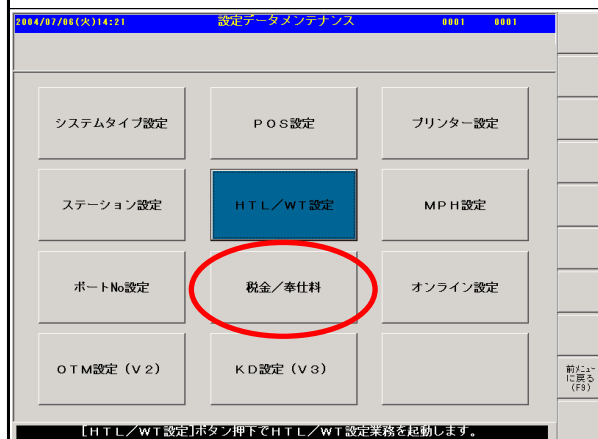 2004/07/06(火)14:21 設定データメンテナンス 0001 0001
システムタイプ設定 POS設定 プリンター設定
ステーション設定 HTL/WT設定 MPH設定
ポートNo設定 税金/奉仕料 オンライン設定
OTM設定(V2) KD設定(V3)
前メニュー
に戻る
(F9)
[HTL/WT設定]ボタン押下でHTL/WT設定業務を起動します。